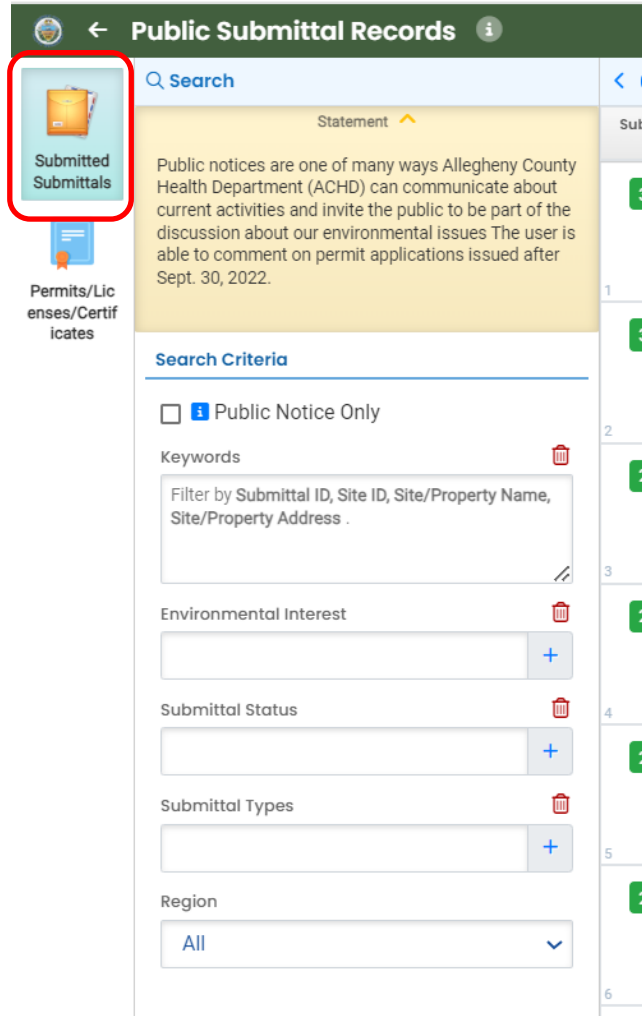 Public Submittal Records
Submitted
Submittals
Permits/Lic
enses/Certif
icates
Search
Statement
Public notices are one of many ways Allegheny County
Health Department (ACHD) can communicate about
current activities and invite the public to be part of the
discussion about our environmental issues The user is
able to comment on permit applications issued after
Sept. 30, 2022.
Search Criteria
Public Notice Only
Keywords
Filter by Submittal ID, Site ID, Site/Property Name,
Site/Property Address .
Environmental Interest
+
Submittal Status
+
Submittal Types
+
Region
All
1
2
3
4
5
6